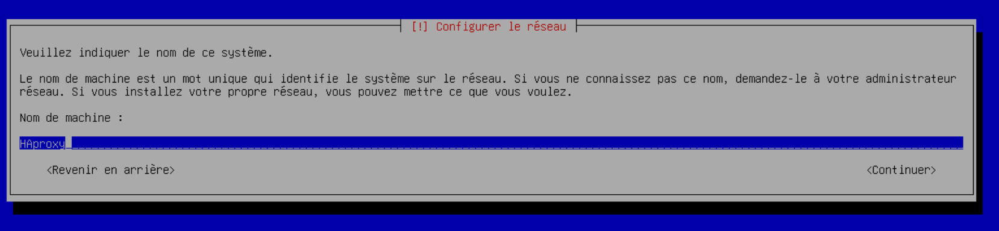 [!] Configurer le réseau
Veuillez indiquer le nom de ce système.
Le nom de machine est un mot unique qui identifie le système sur le réseau. Si vous ne connaissez pas ce nom, demandez-le à votre administrateur
réseau. Si vous installez votre propre réseau, vous pouvez mettre ce que vous voulez.
Nom de machine :
HAproxy
<Revenir en arrière> <Continuer>